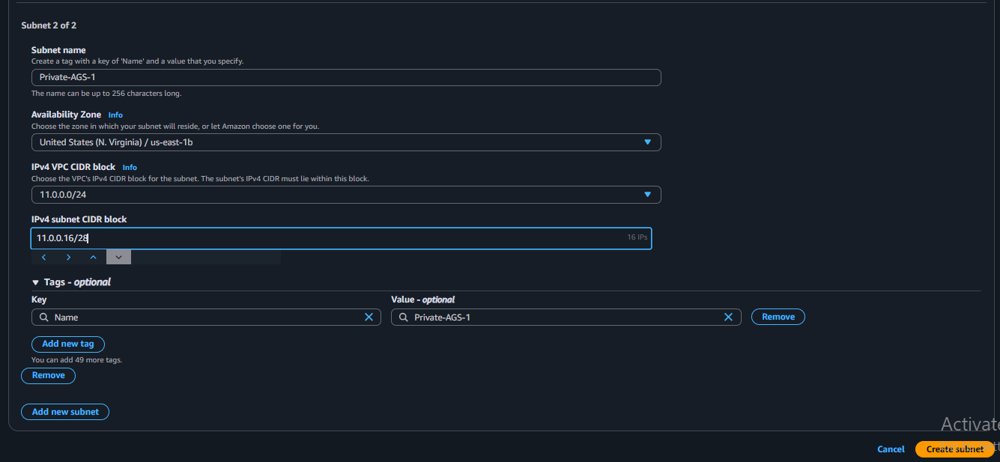 Subnet 2 of 2
Subnet name
Create a tag with a key of 'Name' and a value that you specify.
Private-AGS-1
The name can be up to 256 characters long.
Availability Zone Info
Choose the zone in which your subnet will reside, or let Amazon choose one for you.
United States (N. Virginia) / us-east-1b
IPv4 VPC CIDR block Info
Choose the VPC's IPv4 CIDR block for the subnet. The subnet's IPv4 CIDR must lie within this block.
11.0.0.0/24
IPv4 subnet CIDR block
11.0.0.16/28 16 IPs
Tags - optional
Key Value - optional
Name Private-AGS-1 Remove
Add new tag
You can add 49 more tags.
Remove
Add new subnet
Activate
Cancel Create subnet